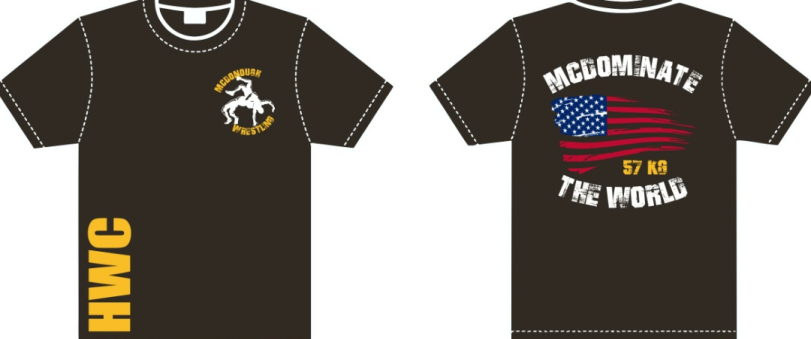 MCDONOUGH
WRESTLING
HWC
MCDOMINATE
57 KG
THE WORLD